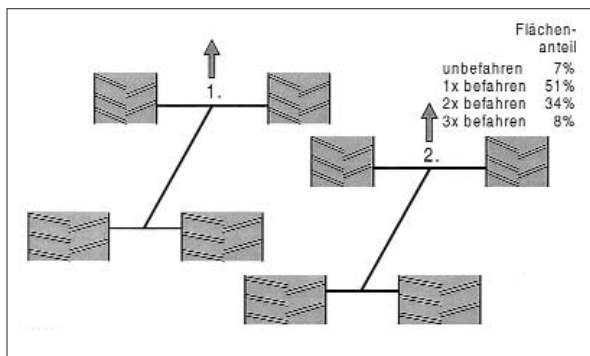 Flächen-
anteil
unbefahren 7%
1x befahren 51%
2x befahren 34%
3x befahren 8%
1.
2.